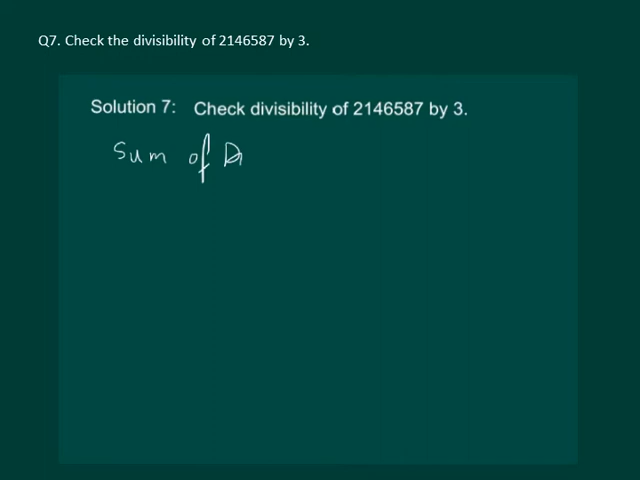 Q7. Check the divisibility of 2146587 by 3.
Solution 7: Check divisibility of 2146587 by 3.
Sum of